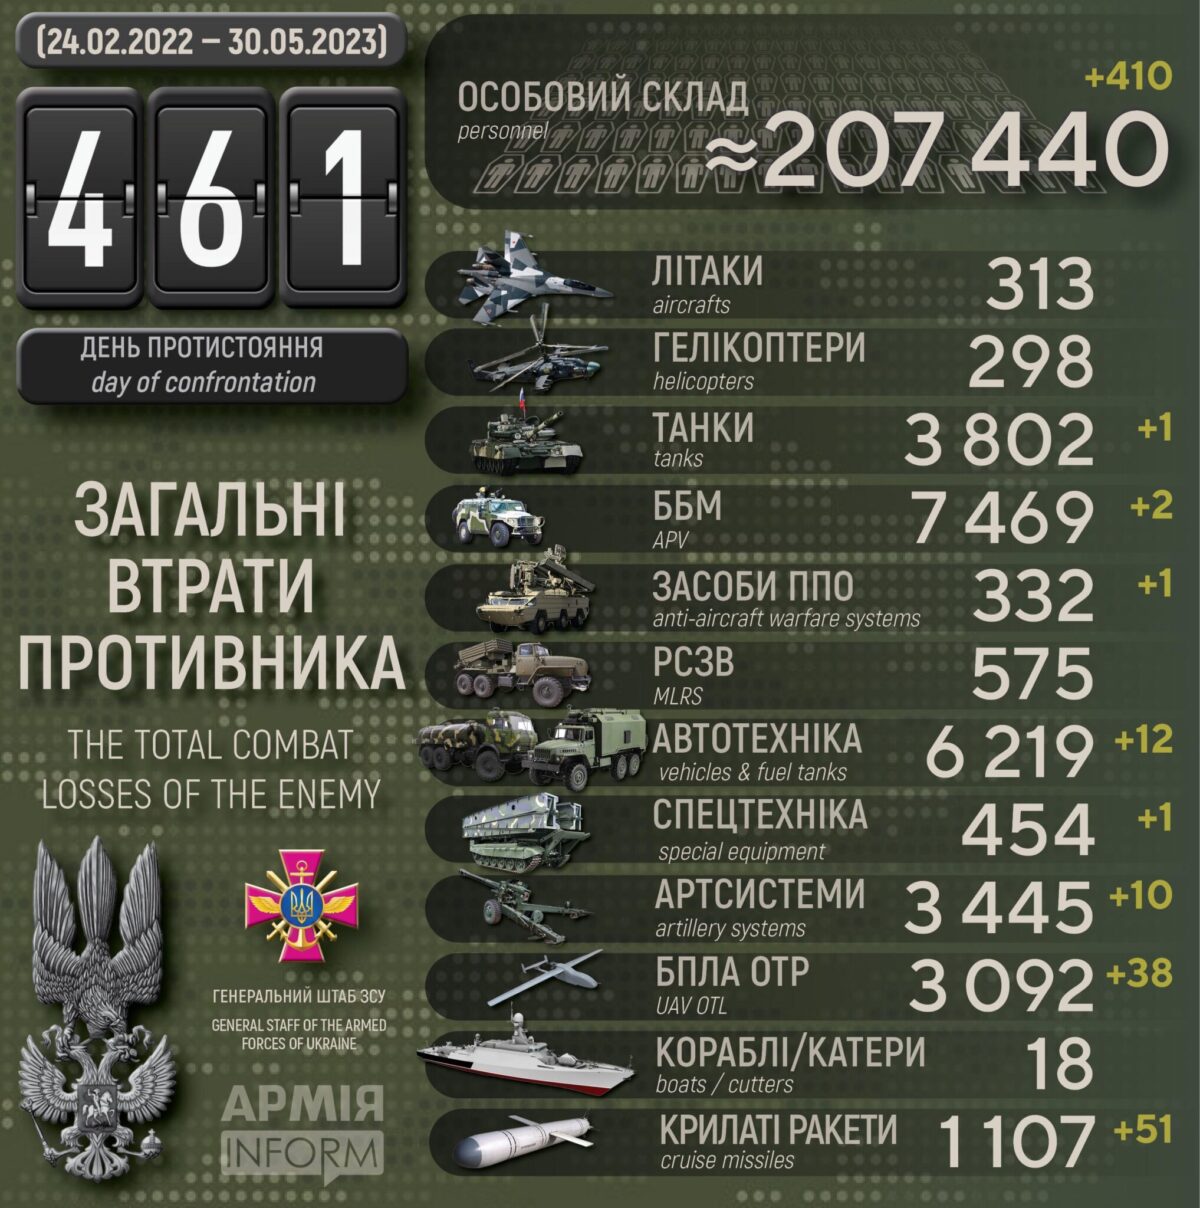 (24.02.2022 – 30.05.2023)
461
ДЕНЬ ПРОТИСТОЯННЯ
day of confrontation
ЗАГАЛЬНІ
ВТРАТИ
ПРОТИВНИКА
THE TOTAL COMBAT
LOSSES OF THE ENEMY
ГЕНЕРАЛЬНИЙ ШТАБ ЗСУ
GENERAL STAFF OF THE ARMED
FORCES OF UKRAINE
АРМІЯ
INFORM
ОСОБОВИЙ СКЛАД +410
personnel ≈207 440
ЛІТАКИ 313
aircrafts
ГЕЛІКОПТЕРИ 298
helicopters
ТАНКИ 3 802 +1
tanks
ББМ 7 469 +2
APV
ЗАСОБИ ППО 332 +1
anti-aircraft warfare systems
РСЗВ 575
MLRS
АВТОТЕХНІКА 6 219 +12
vehicles & fuel tanks
СПЕЦТЕХНІКА 454 +1
special equipment
АРТСИСТЕМИ 3 445 +10
artillery systems
БПЛА ОТР 3 092 +38
UAV OTL
КОРАБЛІ/КАТЕРИ 18
boats / cutters
КРИЛАТІ РАКЕТИ 1 107 +51
cruise missiles